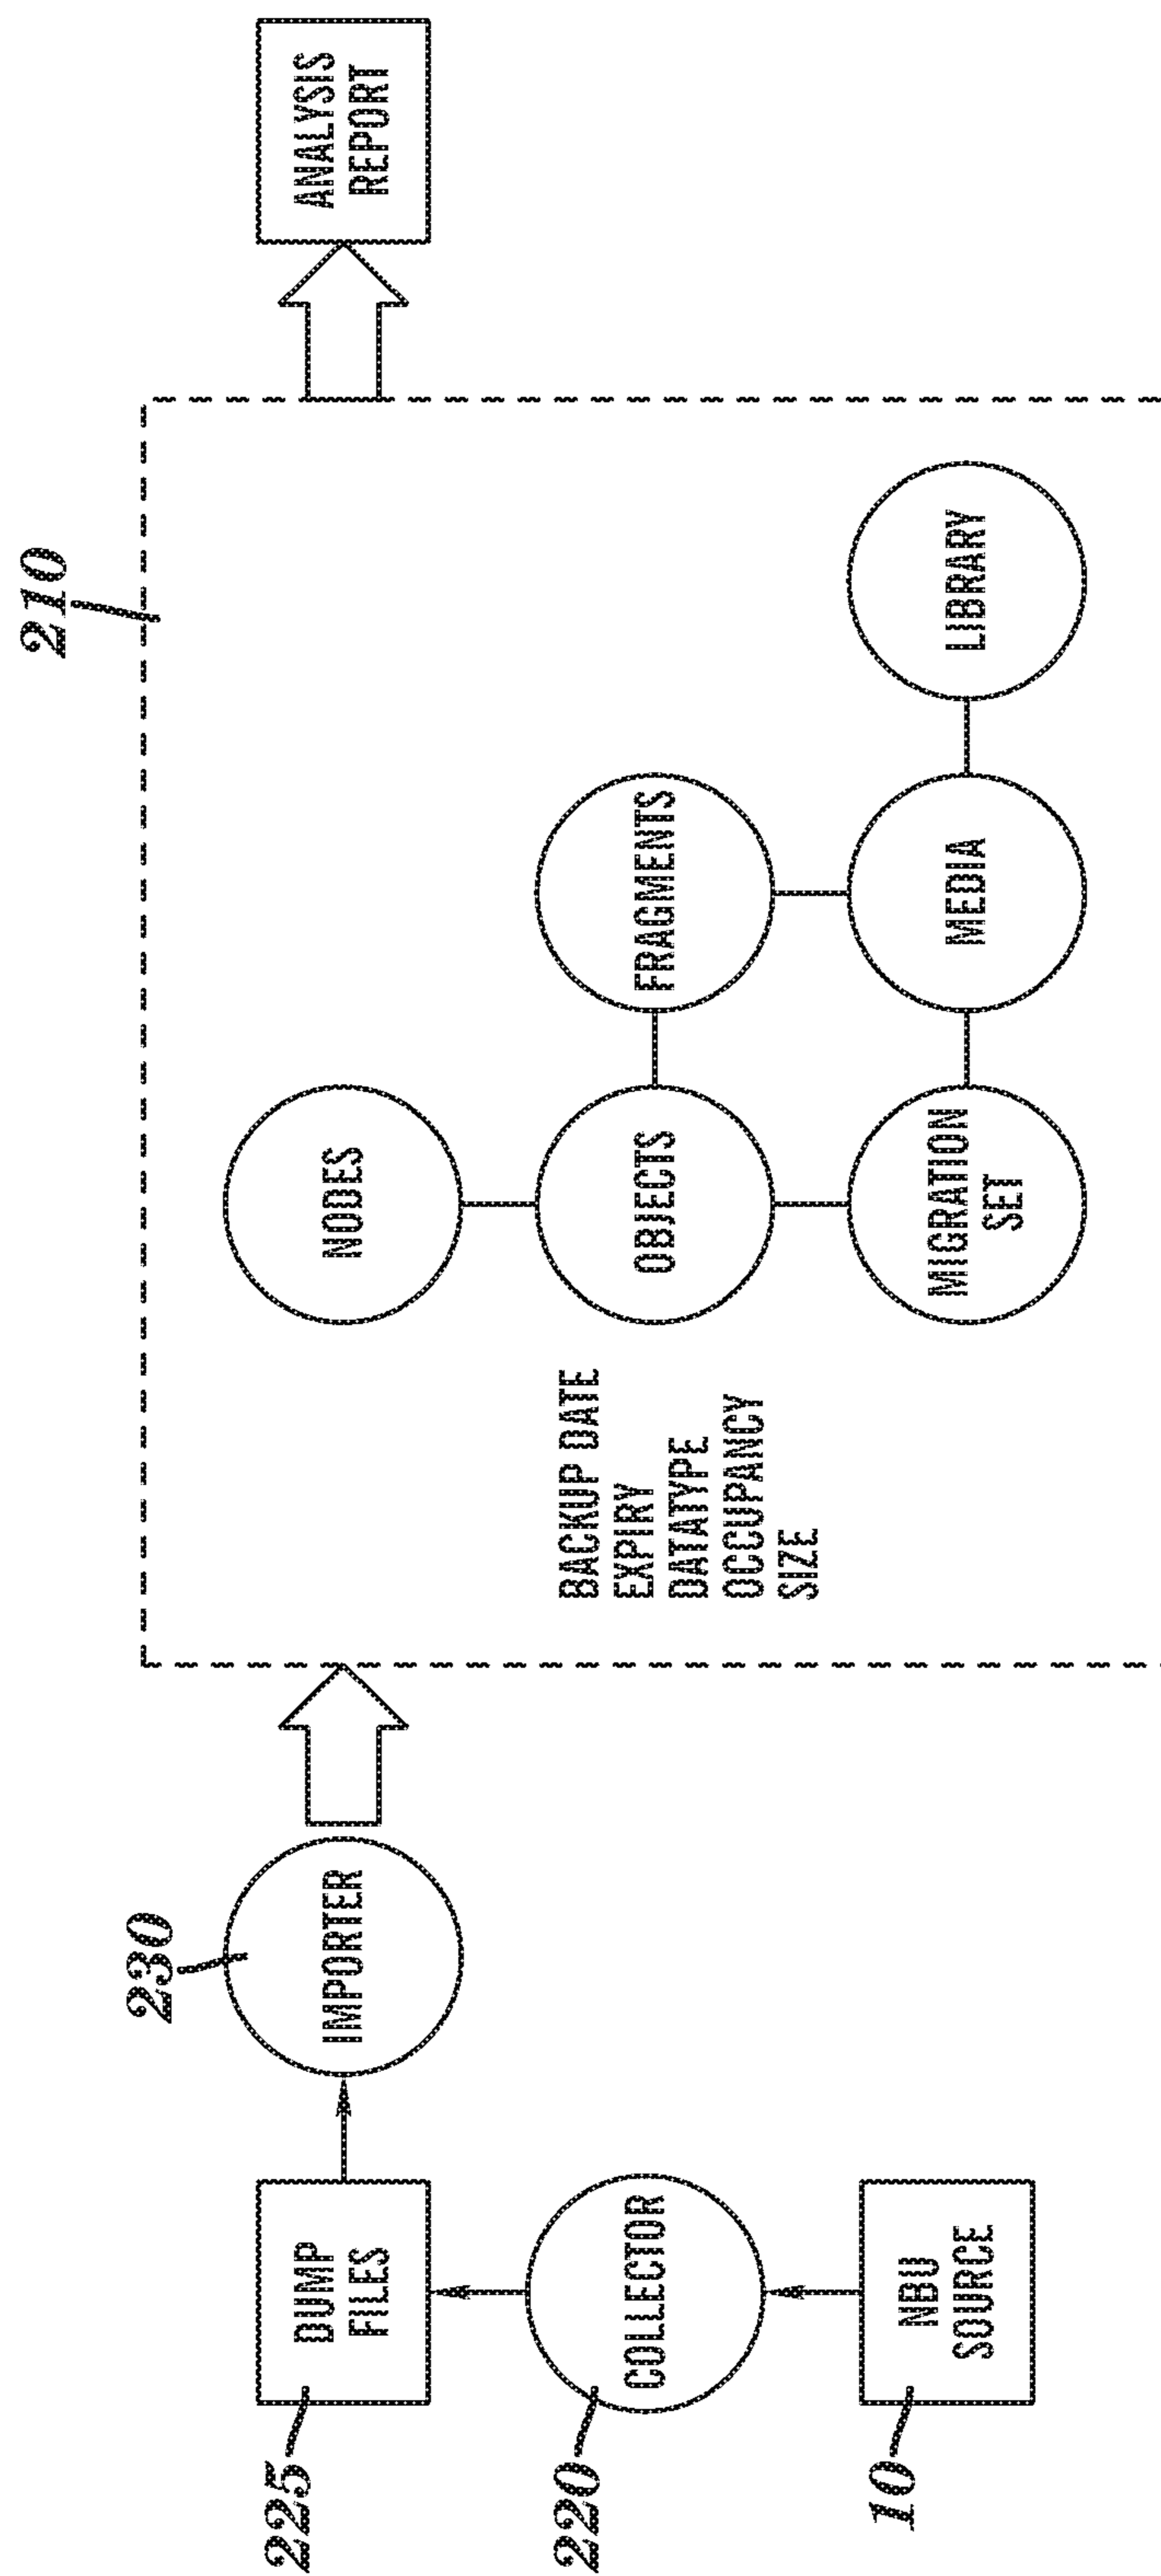 210
230
225
DUMP
FILES
IMPORTER
NODES
ANALYSIS
REPORT
220
COLLECTOR
BACKUP DATE
EXPIRY
DATATYPE
OCCUPANCY
SIZE
OBJECTS
FRAGMENTS
10
NBU
SOURCE
MIGRATION
SET
MEDIA
LIBRARY